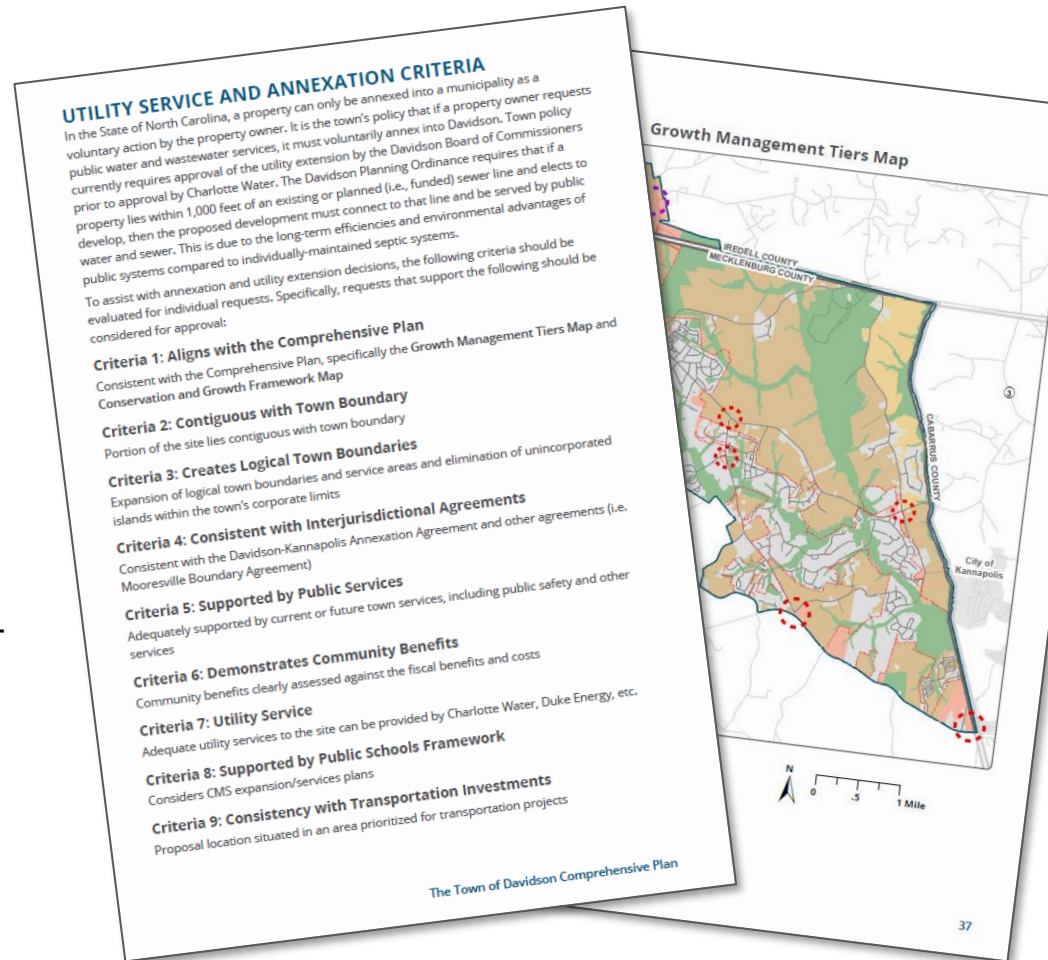 UTILITY SERVICE AND ANNEXATION CRITERIA
In the State of North Carolina, a property can only be annexed into a municipality as a
voluntary action by the property owner. It is the town's policy that if a property owner requests
public water and wastewater services, it must voluntarily annex into Davidson. Town policy
currently requires approval of the utility extension by the Davidson Board of Commissioners
prior to approval by Charlotte Water. The Davidson Planning Ordinance requires that if a
property lies within 1,000 feet of an existing or planned (i.e., funded) sewer line and elects to
develop, then the proposed development must connect to that line and be served by public
water and sewer. This is due to the long-term efficiencies and environmental advantages of
public systems compared to individually-maintained septic systems.
To assist with annexation and utility extension decisions, the following criteria should be
evaluated for individual requests. Specifically, requests that support the following should be
considered for approval:
Criteria 1: Aligns with the Comprehensive Plan
Consistent with the Comprehensive Plan, specifically the Growth Management Tiers Map and
Conservation and Growth Framework Map
Criteria 2: Contiguous with Town Boundary
Portion of the site lies contiguous with town boundary
Criteria 3: Creates Logical Town Boundaries
Expansion of logical town boundaries and service areas and elimination of unincorporated
islands within the town's corporate limits
Criteria 4: Consistent with Interjurisdictional Agreements
Consistent with the Davidson-Kannapolis Annexation Agreement and other agreements (i.e.
Mooresville Boundary Agreement)
Criteria 5: Supported by Public Services
Adequately supported by current or future town services, including public safety and other
services
Criteria 6: Demonstrates Community Benefits
Community benefits clearly assessed against the fiscal benefits and costs
Criteria 7: Utility Service
Adequate utility services to the site can be provided by Charlotte Water, Duke Energy, etc.
Criteria 8: Supported by Public Schools Framework
Considers CMS expansion/services plans
Criteria 9: Consistency with Transportation Investments
Proposal location situated in an area prioritized for transportation projects
The Town of Davidson Comprehensive Plan
Growth Management Tiers Map
IREDELL COUNTY
MECKLENBURG COUNTY
3
CABARRUS COUNTY
City of
Kannapolis
N
0 .5 1 Mile
37